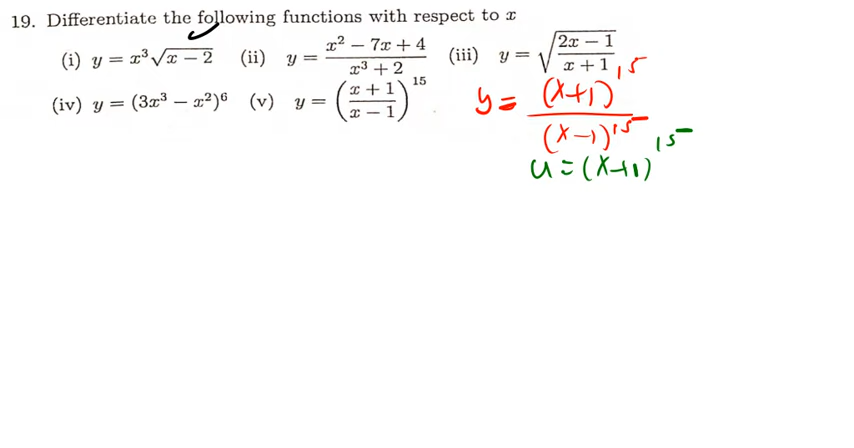 19. Differentiate the following functions with respect to x
(i) y = x³√(x − 2) (ii) y = (x² − 7x + 4)/(x³ + 2) (iii) y = √((2x − 1)/(x + 1))
(iv) y = (3x³ − x²)⁶ (v) y = ((x + 1)/(x − 1))¹⁵
y = (x+1)¹⁵/(x−1)¹⁵
u = (x+1)¹⁵